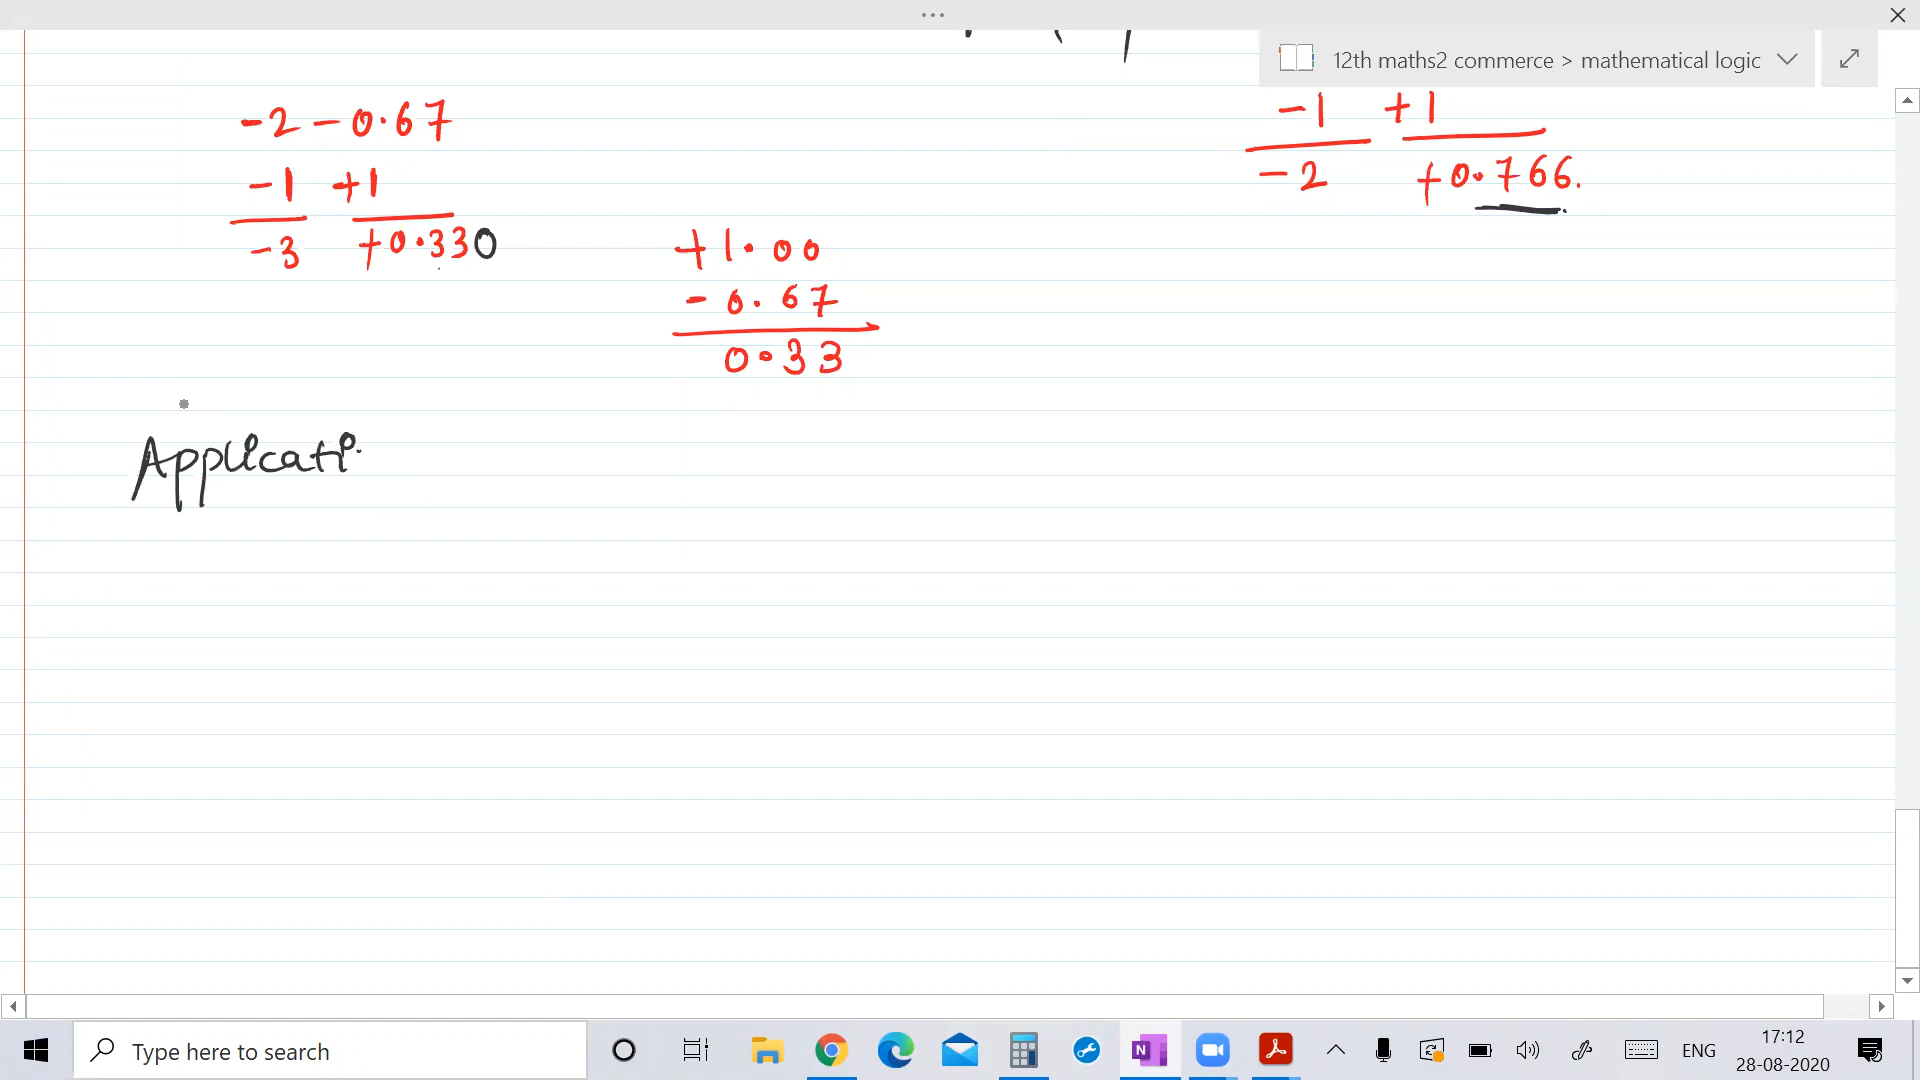 12th maths2 commerce > mathematical logic
-2 - 0.67
-1 +1
-3 +0.330
-1 +1
-2 +0.766.
+1.00
- 0.67
0.33
Applicati
Type here to search
ENG
17:12
28-08-2020